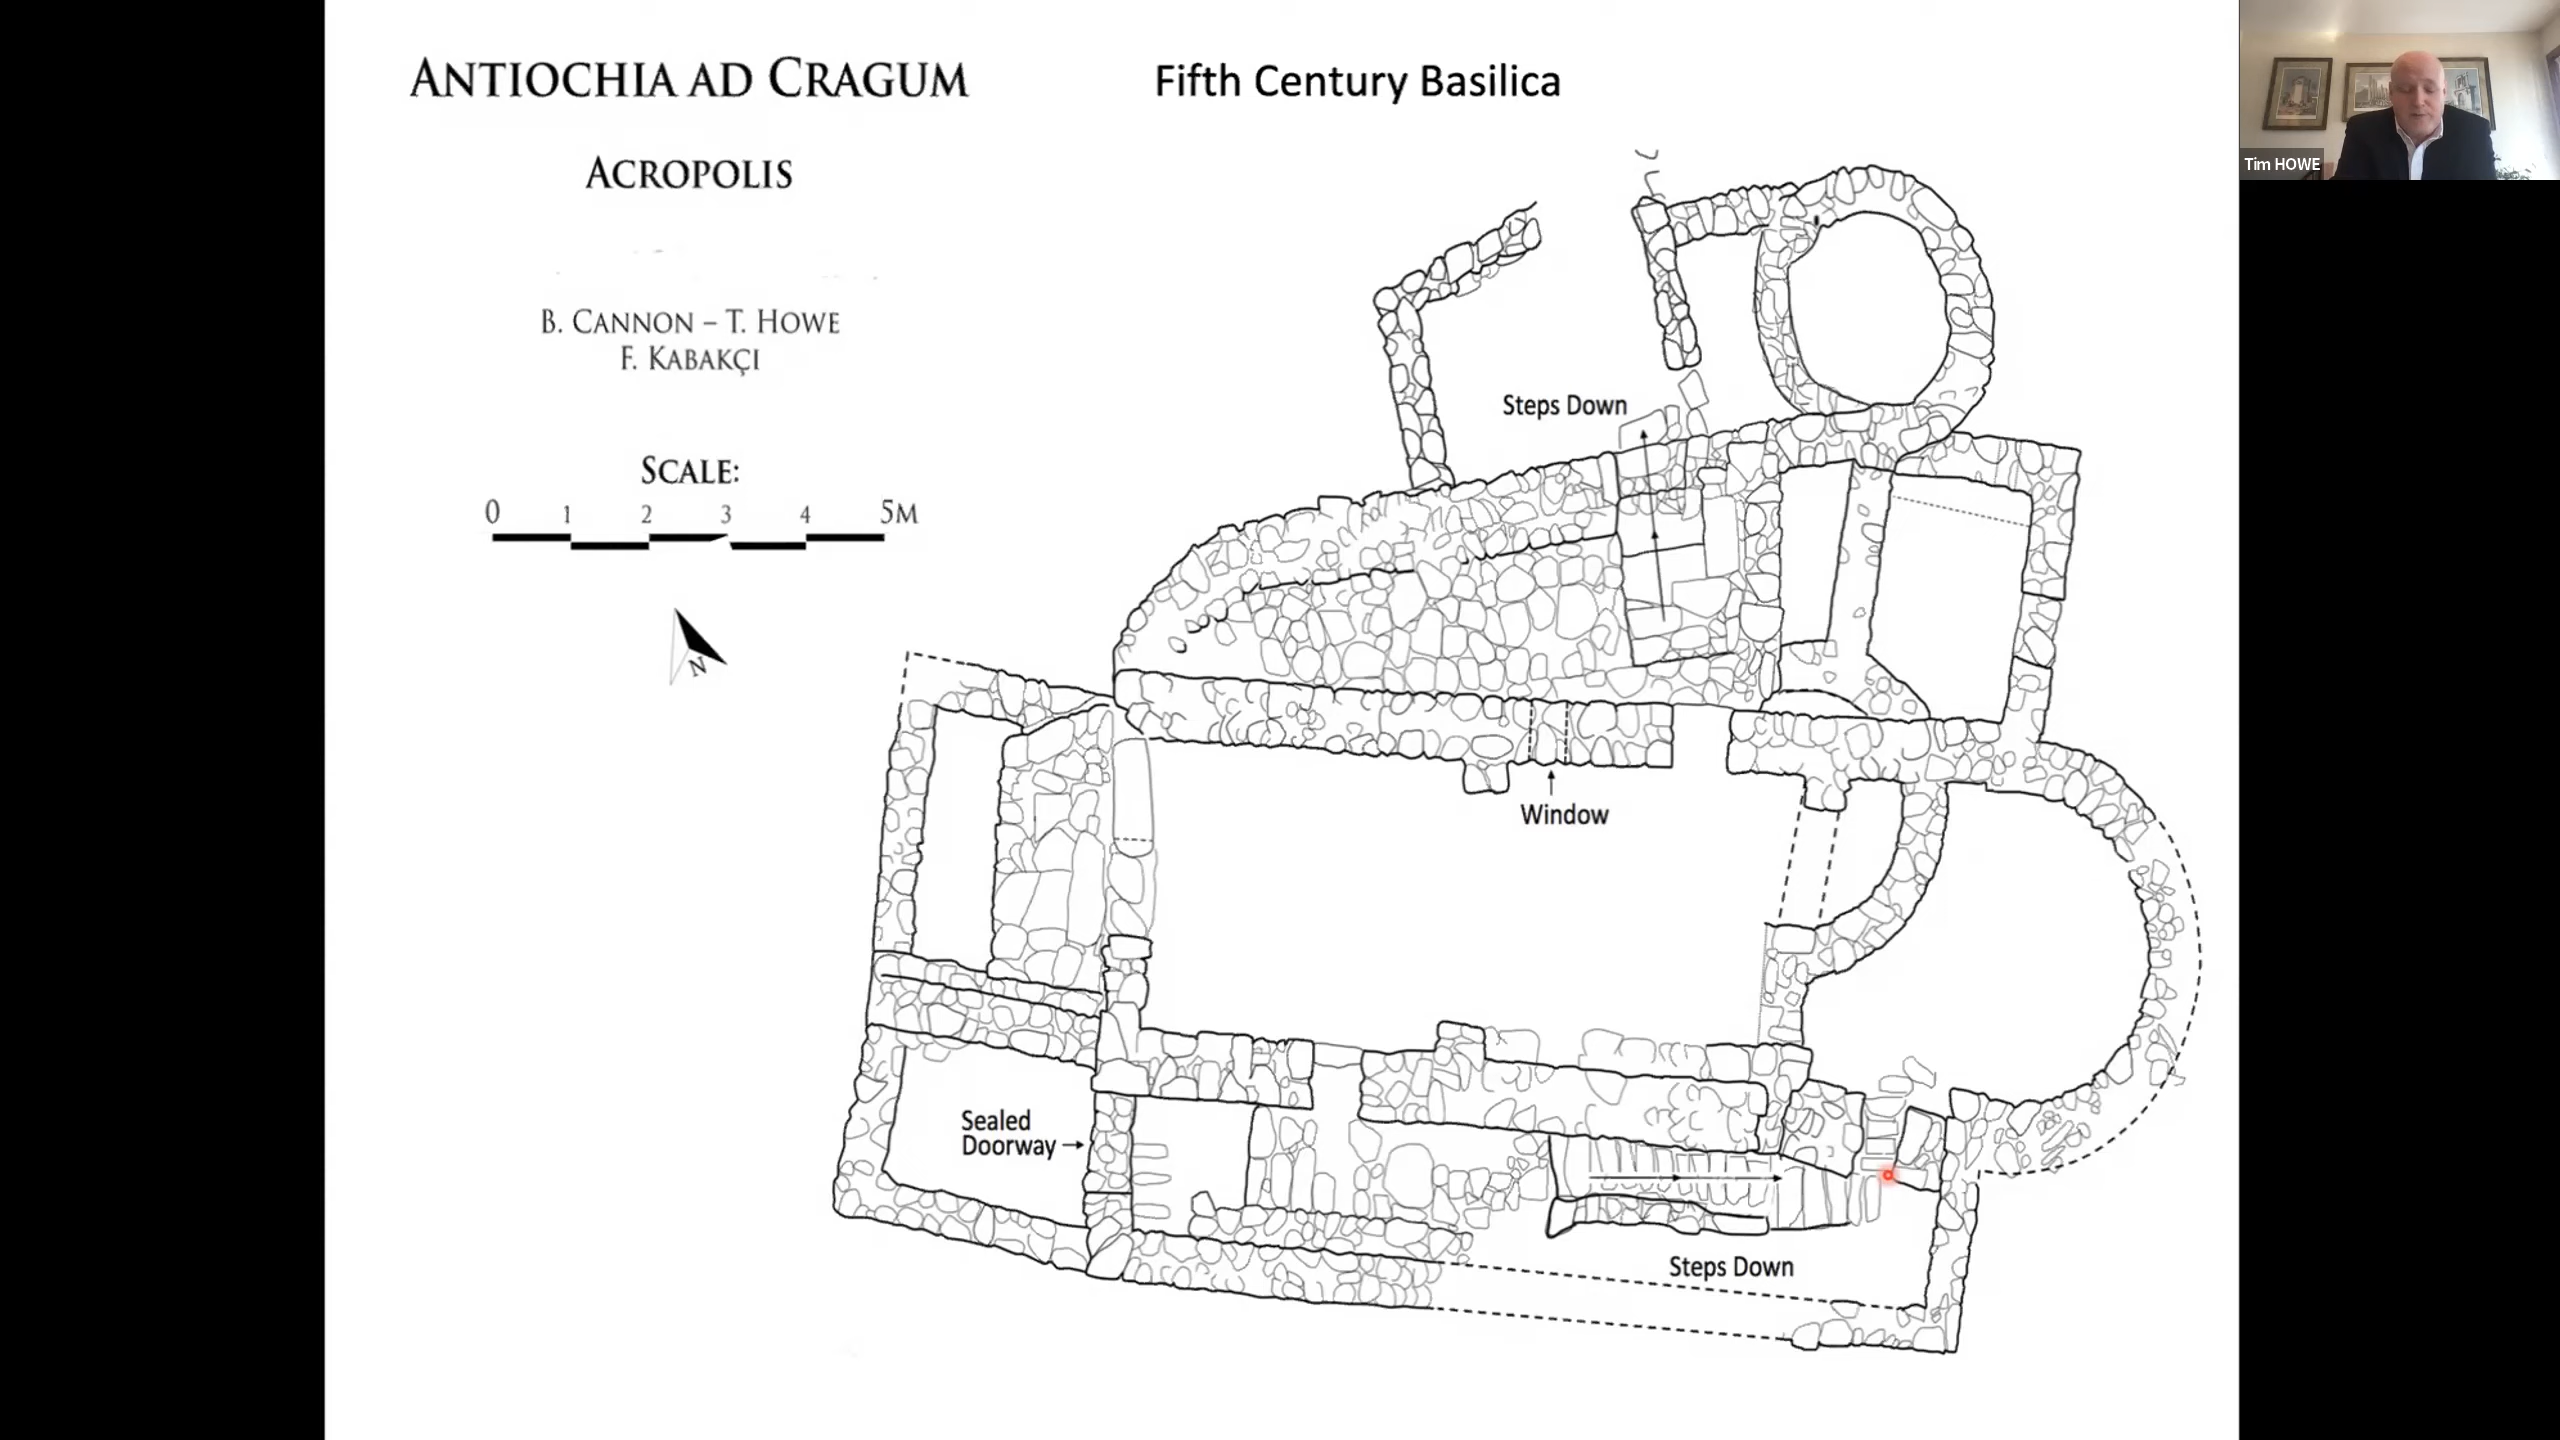 ANTIOCHIA AD CRAGUM
Fifth Century Basilica
ACROPOLIS
B. CANNON – T. HOWE
F. KABAKÇI
SCALE:
0 1 2 3 4 5M
N
Steps Down
Window
Sealed
Doorway
Steps Down
Tim HOWE